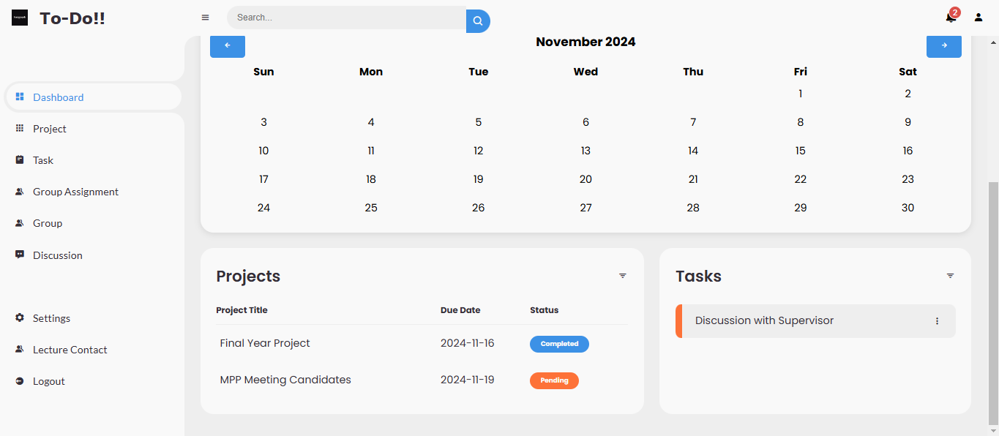 To-Do!!
Search...
2
November 2024
Sun Mon Tue Wed Thu Fri Sat
1 2
3 4 5 6 7 8 9
10 11 12 13 14 15 16
17 18 19 20 21 22 23
24 25 26 27 28 29 30
Dashboard
Project
Task
Group Assignment
Group
Discussion
Settings
Lecture Contact
Logout
Projects
Project Title Due Date Status
Final Year Project 2024-11-16 Completed
MPP Meeting Candidates 2024-11-19 Pending
Tasks
Discussion with Supervisor